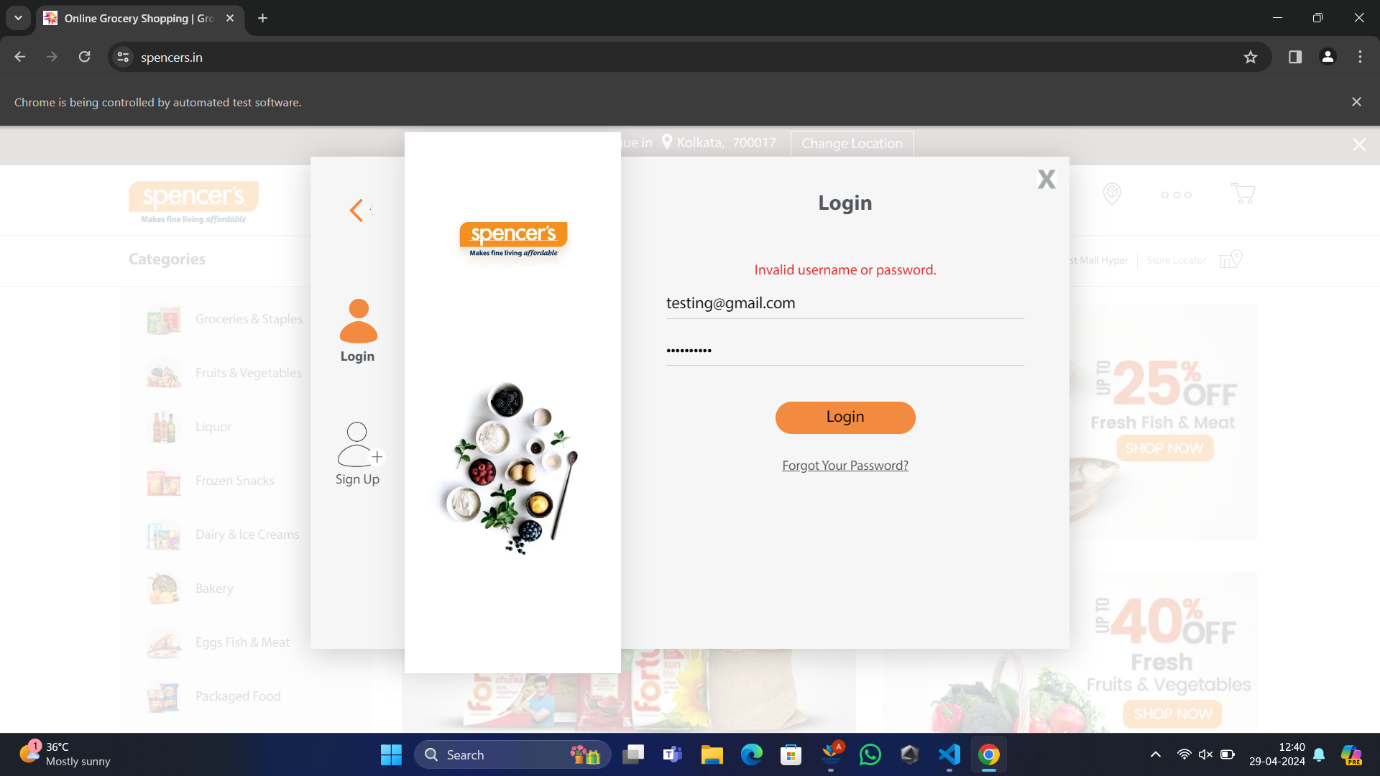 Online Grocery Shopping | Gro
spencers.in
Chrome is being controlled by automated test software.
Kolkata, 700017
Change Location
spencer's
Makes fine living affordable
Categories
Groceries & Staples
Fruits & Vegetables
Liquor
Frozen Snacks
Dairy & Ice Creams
Bakery
Eggs Fish & Meat
Packaged Food
Login
Sign Up
spencer's
Makes fine living affordable
X
Login
Invalid username or password.
testing@gmail.com
••••••••••
Login
Forgot Your Password?
Mall Hyper
Store Locator
UP TO 25% OFF
Fresh Fish & Meat
SHOP NOW
UP TO 40% OFF
Fresh
Fruits & Vegetables
SHOP NOW
1
36°C
Mostly sunny
Search
A
PRE
12:40
29-04-2024